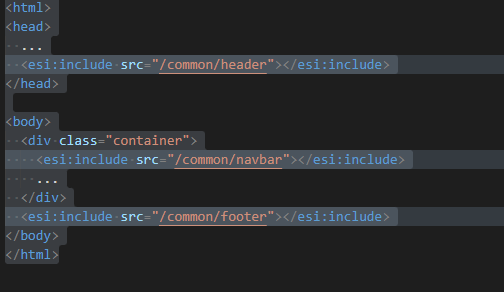 <html>
<head>
  ...
  <esi:include src="/common/header"></esi:include>
</head>

<body>
  <div class="container">
    <esi:include src="/common/navbar"></esi:include>
    ...
  </div>
  <esi:include src="/common/footer"></esi:include>
</body>
</html>